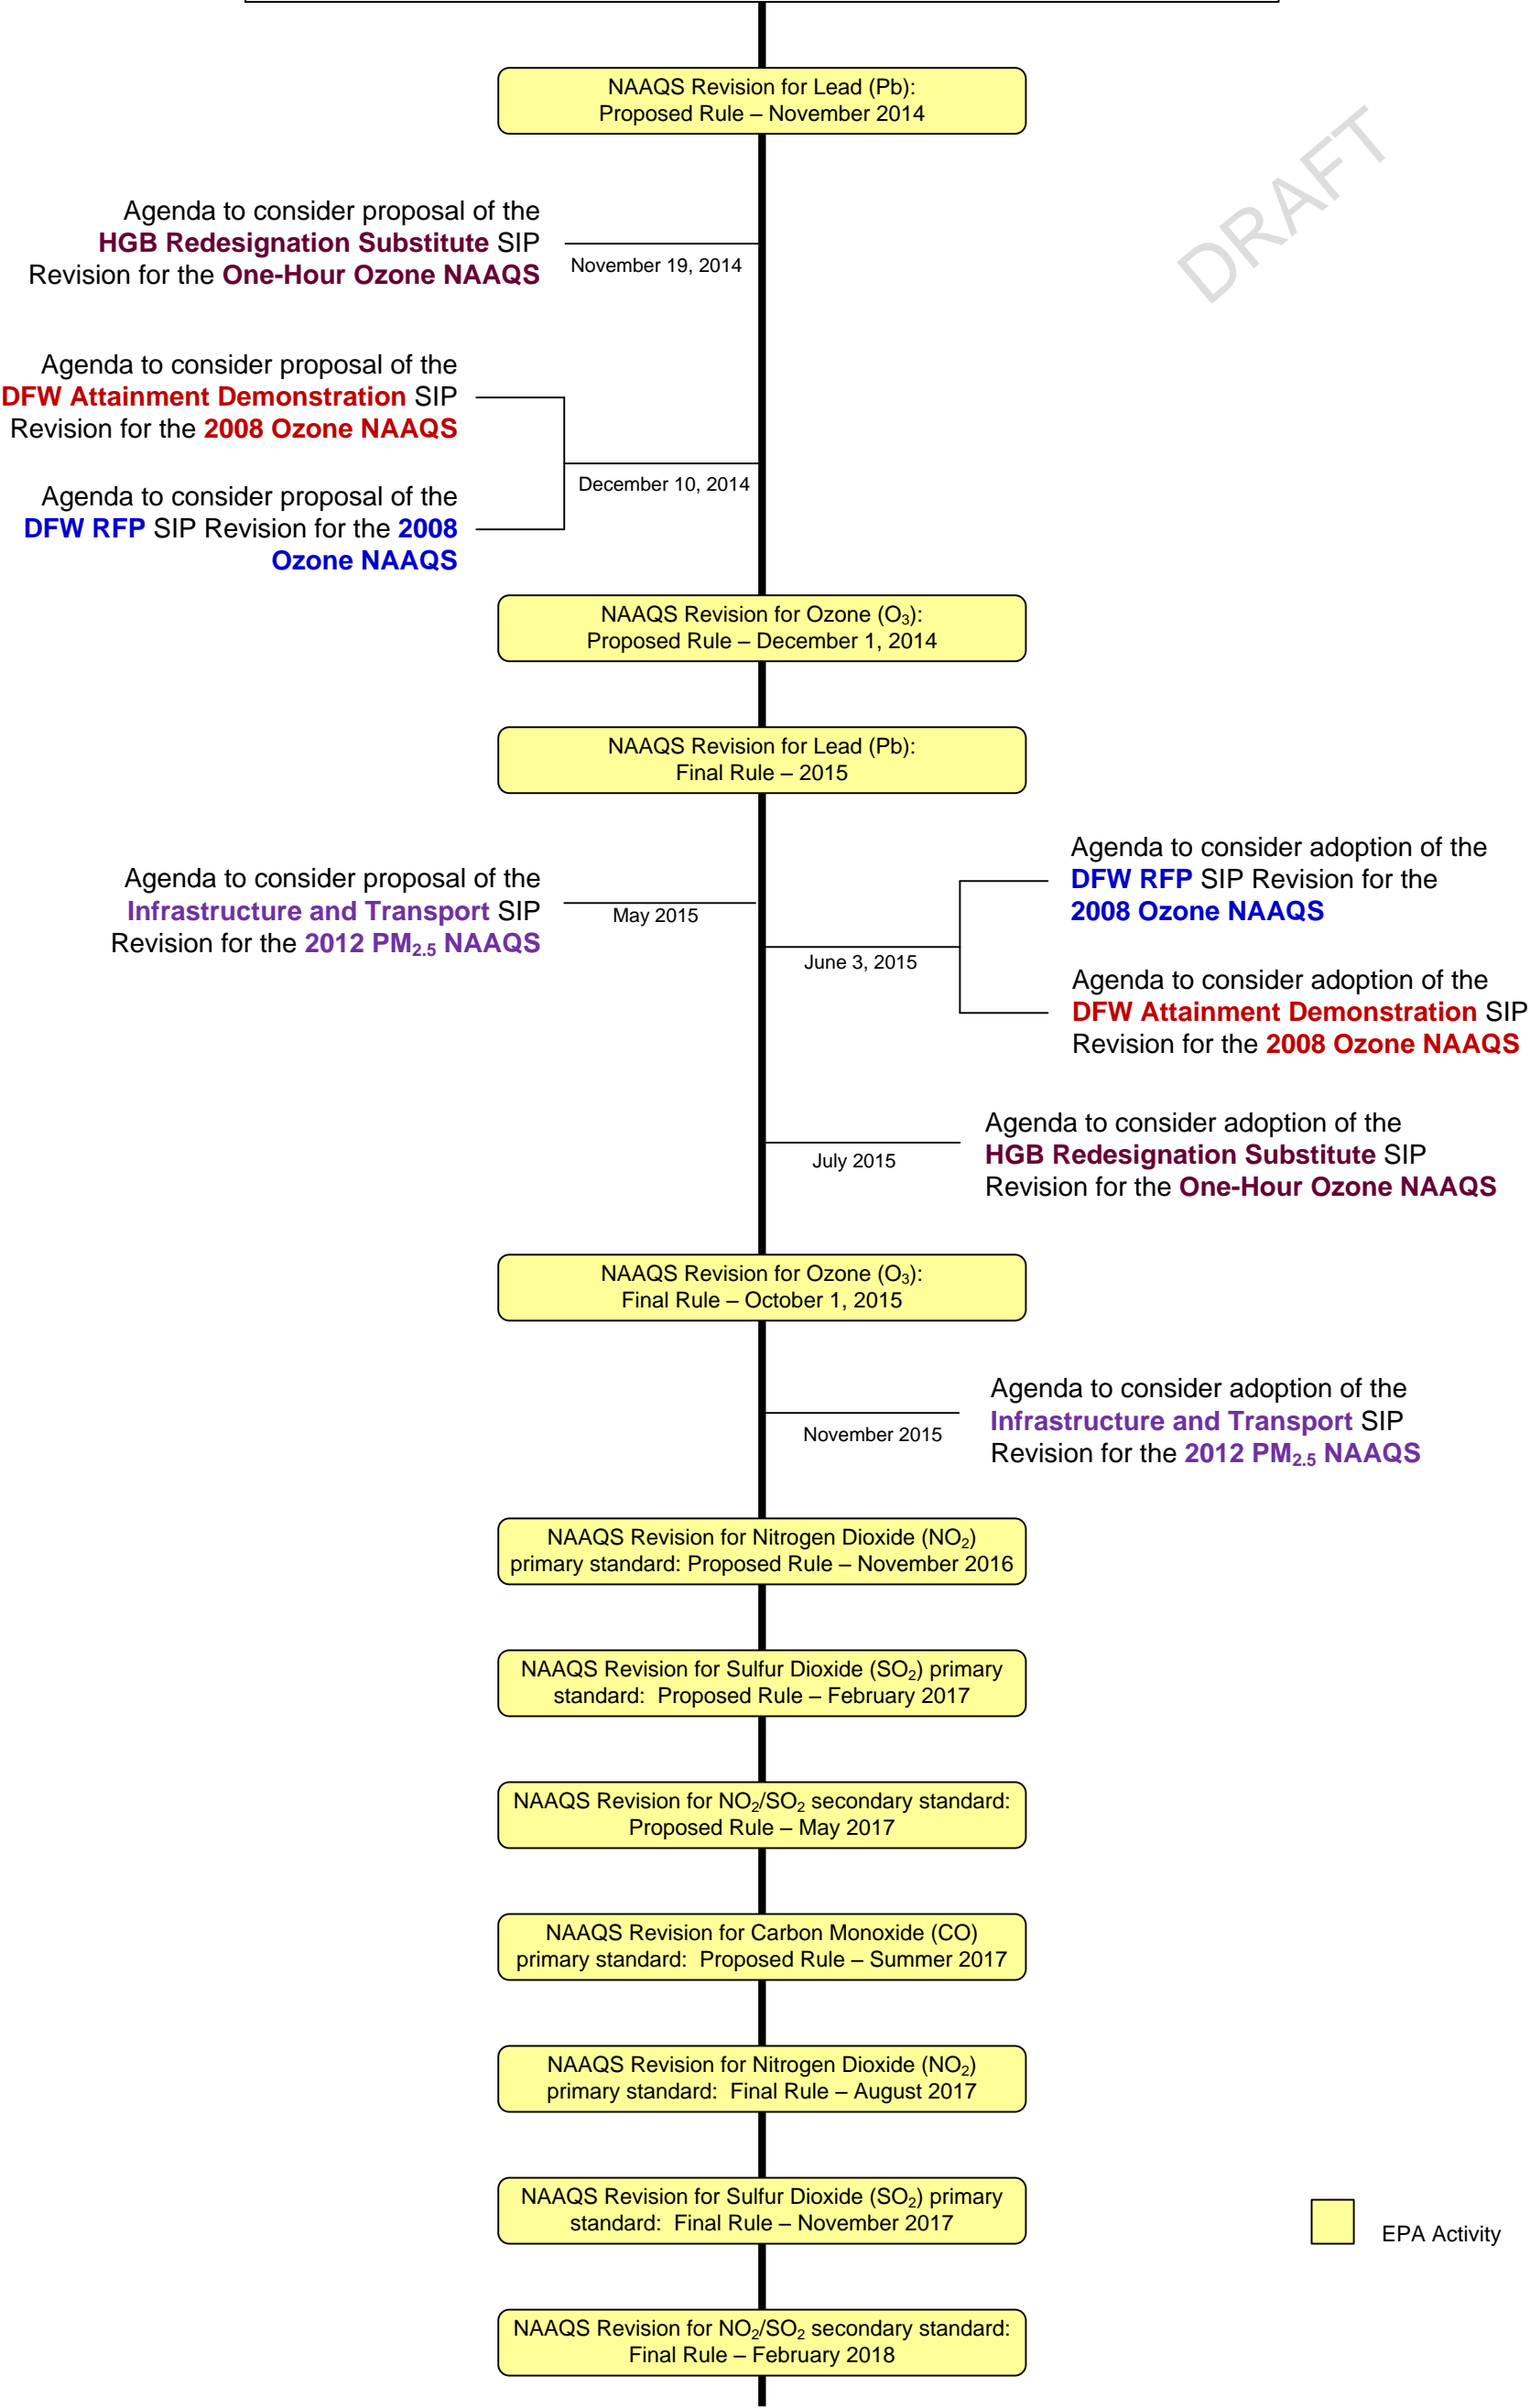 NAAQS Revision for Lead (Pb):
Proposed Rule – November 2014
DRAFT
Agenda to consider proposal of the
HGB Redesignation Substitute SIP
Revision for the One-Hour Ozone NAAQS
November 19, 2014
Agenda to consider proposal of the
DFW Attainment Demonstration SIP
Revision for the 2008 Ozone NAAQS
December 10, 2014
Agenda to consider proposal of the
DFW RFP SIP Revision for the 2008
Ozone NAAQS
NAAQS Revision for Ozone (O₃):
Proposed Rule – December 1, 2014
NAAQS Revision for Lead (Pb):
Final Rule – 2015
Agenda to consider proposal of the
Infrastructure and Transport SIP
Revision for the 2012 PM₂.₅ NAAQS
May 2015
Agenda to consider adoption of the
DFW RFP SIP Revision for the
2008 Ozone NAAQS
June 3, 2015
Agenda to consider adoption of the
DFW Attainment Demonstration SIP
Revision for the 2008 Ozone NAAQS
July 2015
Agenda to consider adoption of the
HGB Redesignation Substitute SIP
Revision for the One-Hour Ozone NAAQS
NAAQS Revision for Ozone (O₃):
Final Rule – October 1, 2015
November 2015
Agenda to consider adoption of the
Infrastructure and Transport SIP
Revision for the 2012 PM₂.₅ NAAQS
NAAQS Revision for Nitrogen Dioxide (NO₂)
primary standard: Proposed Rule – November 2016
NAAQS Revision for Sulfur Dioxide (SO₂) primary
standard: Proposed Rule – February 2017
NAAQS Revision for NO₂/SO₂ secondary standard:
Proposed Rule – May 2017
NAAQS Revision for Carbon Monoxide (CO)
primary standard: Proposed Rule – Summer 2017
NAAQS Revision for Nitrogen Dioxide (NO₂)
primary standard: Final Rule – August 2017
NAAQS Revision for Sulfur Dioxide (SO₂) primary
standard: Final Rule – November 2017
EPA Activity
NAAQS Revision for NO₂/SO₂ secondary standard:
Final Rule – February 2018